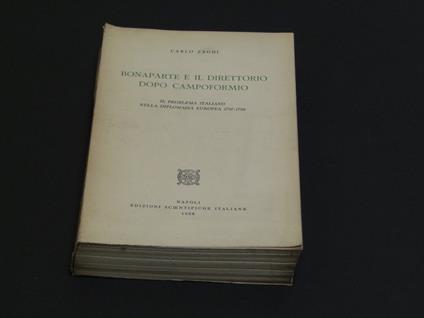 CARLO ZAGHI
BONAPARTE E IL DIRETTORIO
DOPO CAMPOFORMIO
IL PROBLEMA ITALIANO
NELLA DIPLOMAZIA EUROPEA 1797-1798
NAPOLI
EDIZIONI SCIENTIFICHE ITALIANE
1956